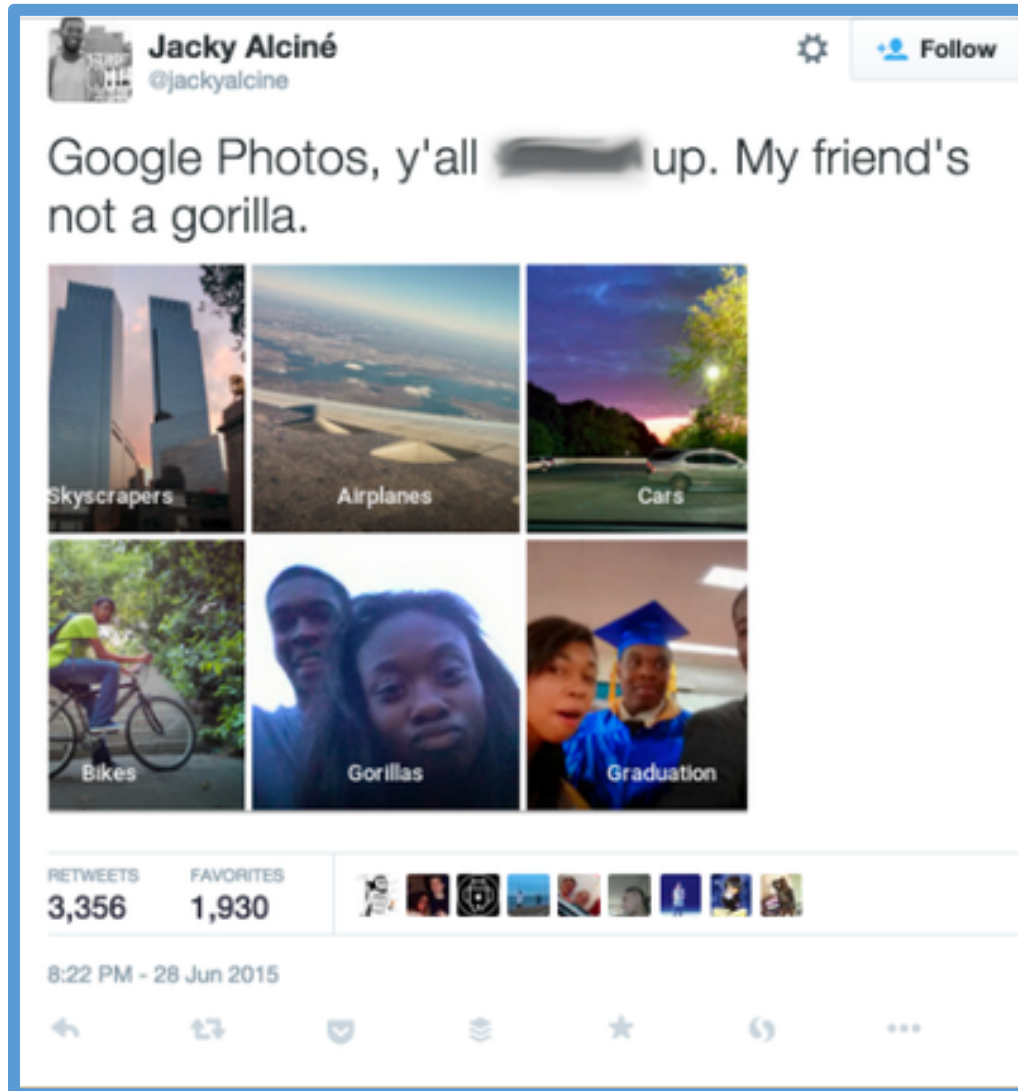 Jacky Alciné
@jackyalcine
Follow
Google Photos, y'all up. My friend's
not a gorilla.
Skyscrapers
Airplanes
Cars
Bikes
Gorillas
Graduation
RETWEETS
3,356
FAVORITES
1,930
8:22 PM - 28 Jun 2015